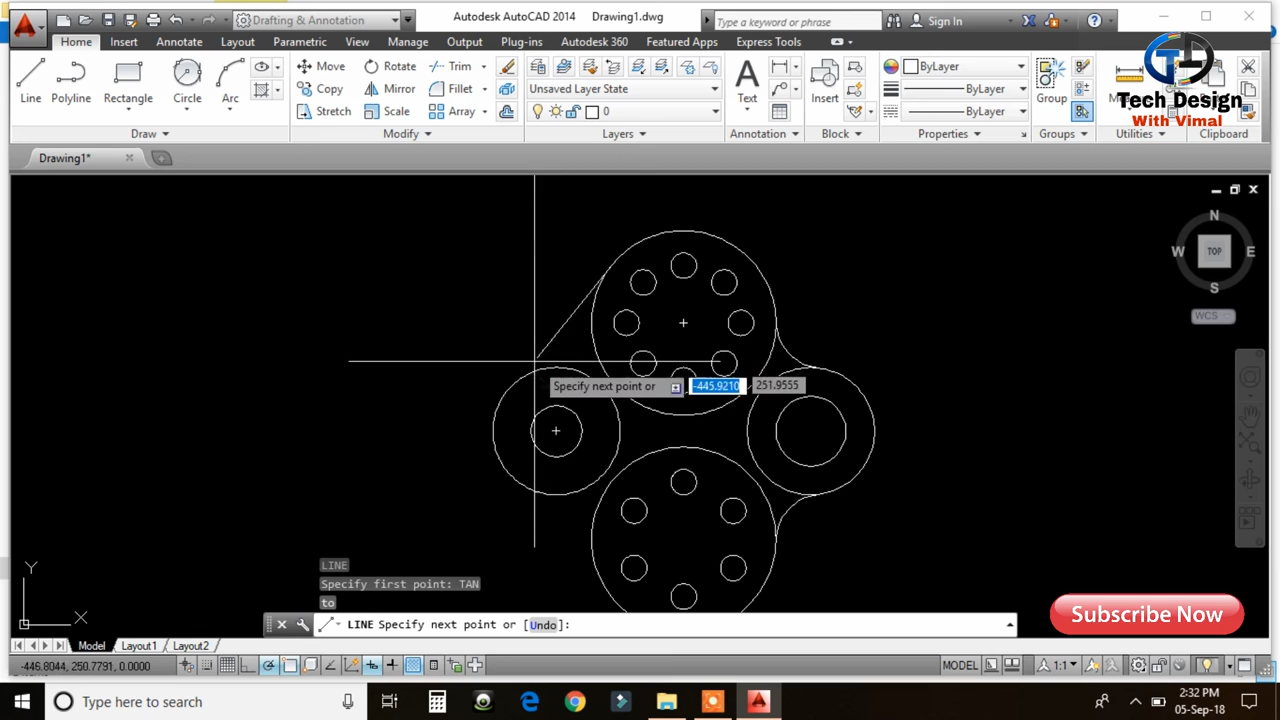 Autodesk AutoCAD 2014 Drawing1.dwg
Drafting & Annotation
Type a keyword or phrase
Sign In
Home Insert Annotate Layout Parametric View Manage Output Plug-ins Autodesk 360 Featured Apps Express Tools
Line Polyline Rectangle Circle Arc
Move Rotate Trim
Copy Mirror Fillet
Stretch Scale Array
Unsaved Layer State
0
Text
Insert
ByLayer
ByLayer
ByLayer
Group
Tech Design
With Vimal
Draw Modify Layers Annotation Block Properties Groups Utilities Clipboard
Drawing1*
N
W TOP E
S
WCS
Specify next point or -445.9210 251.9555
LINE
Specify first point: TAN
to
Y
X
LINE Specify next point or [Undo]:
Subscribe Now
Model Layout1 Layout2
-446.8044, 250.7791, 0.0000
MODEL
1:1
Type here to search
2:32 PM
05-Sep-18